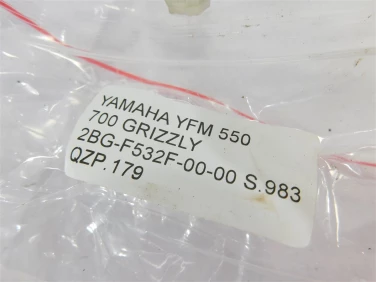 YAMAHA YFM 550
700 GRIZZLY
2BG-F532F-00-00 S.983
QZP.179